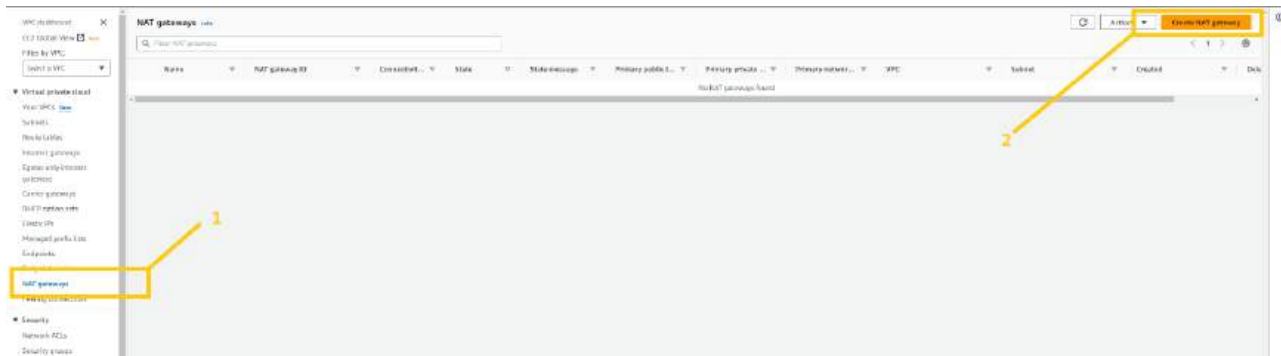 VPC dashboard
EC2 Global View New
Filter by VPC:
Select a VPC
Virtual private cloud
Your VPCs New
Subnets
Route tables
Internet gateways
Egress-only internet
gateways
Carrier gateways
DHCP option sets
Elastic IPs
Managed prefix lists
Endpoints
NAT gateways
Peering connections
Security
Network ACLs
Security groups
NAT gateways Info
Actions
Create NAT gateway
Filter NAT gateways
1
Name
NAT gateway ID
Connectivit...
State
State message
Primary public I...
Primary private ...
Primary networ...
VPC
Subnet
Created
Dele
No NAT gateways found
1
2